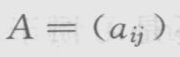 A = (a_{ij})